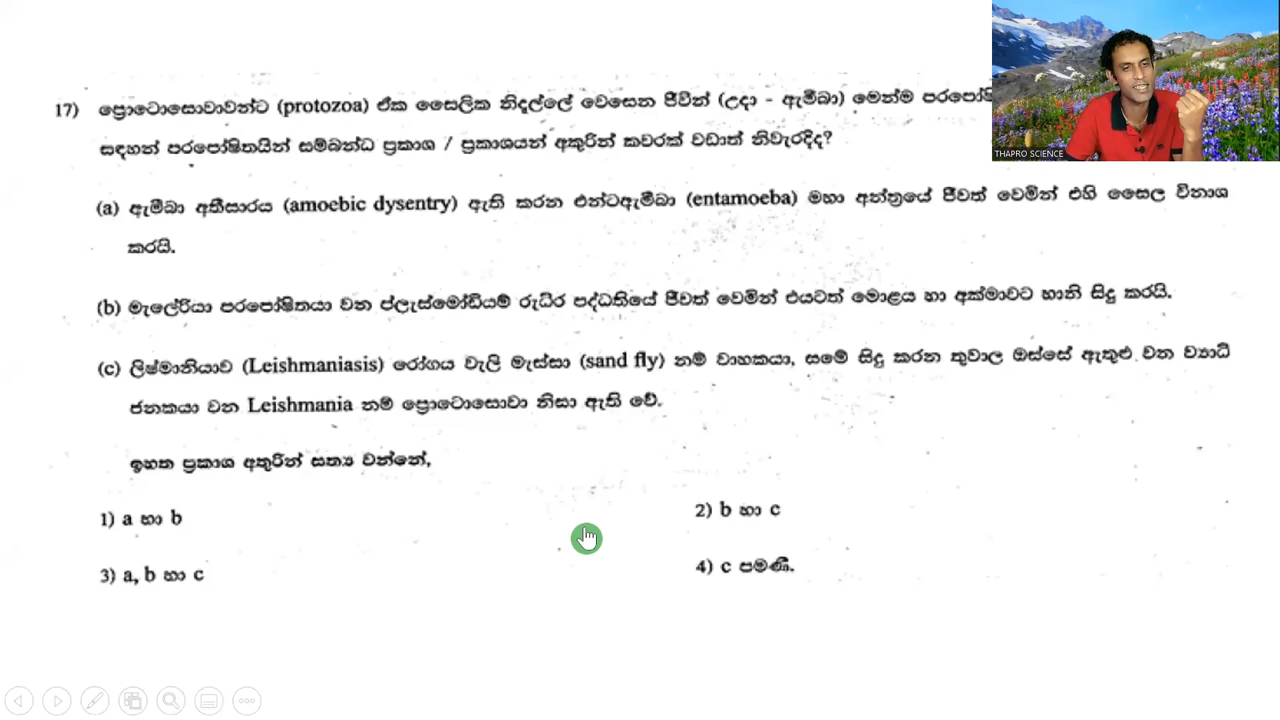 17) ප්‍රොටොසොවාවන්ට (protozoa) ඒක සෛලික නිදැල්ලේ වෙසෙන ජීවීන් (උදා - ඇමීබා) මෙන්ම
THAPRO SCIENCE
සඳහන් පරපෝෂිතයින් සම්බන්ධ ප්‍රකාශ / ප්‍රකාශයන් අතුරින් කවරක් වඩාත් නිවැරදිද?
(a) ඇමීබා අතීසාරය (amoebic dysentry) ඇති කරන එන්ටඇමීබා (entamoeba) මහා අන්ත්‍රයේ ජීවත් වෙමින් එහි සෛල විනාශ
කරයි.
(b) මැලේරියා පරපෝෂිතයා වන ප්ලැස්මෝඩියම් රුධිර පද්ධතියේ ජීවත් වෙමින් එයටත් මොළය හා අක්මාවට හානි සිදු කරයි.
(c) ලිෂ්මානියාව (Leishmaniasis) රෝගය වැලි මැස්සා (sand fly) නම් වාහකයා, සමේ සිදු කරන තුවාල ඔස්සේ ඇතුළු වන ව්‍යාධි
ජනකයා වන Leishmania නම් ප්‍රොටොසොවා නිසා ඇති වේ.
ඉහත ප්‍රකාශ අතුරින් සත්‍ය වන්නේ,
1) a හා b
2) b හා c
3) a, b හා c
4) c පමණී.